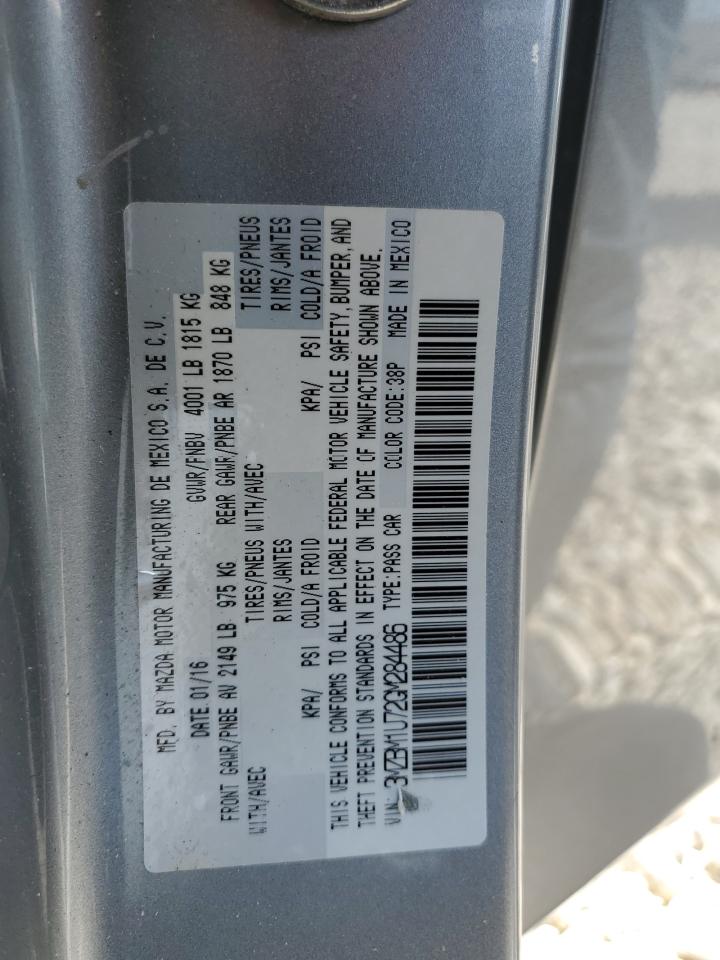 MFD. BY MAZDA MOTOR MANUFACTURING DE MEXICO S.A. DE C.V.
DATE. 01/16 GVWR/PNBV 4001 LB 1815 KG
FRONT GAWR/PNBE AV 2149 LB 975 KG REAR GAWR/PNBE AR 1870 LB 848 KG
WITH/AVEC TIRES/PNEUS WITH/AVEC TIRES/PNEUS
RIMS/JANTES RIMS/JANTES
KPA/ PSI COLD/A FROID KPA/ PSI COLD/A FROID
THIS VEHICLE CONFORMS TO ALL APPLICABLE FEDERAL MOTOR VEHICLE SAFETY, BUMPER, AND
THEFT PREVENTION STANDARDS IN EFFECT ON THE DATE OF MANUFACTURE SHOWN ABOVE.
VIN: 3MZBM1U72GM284486 TYPE:PASS CAR COLOR CODE:38P MADE IN MEXICO